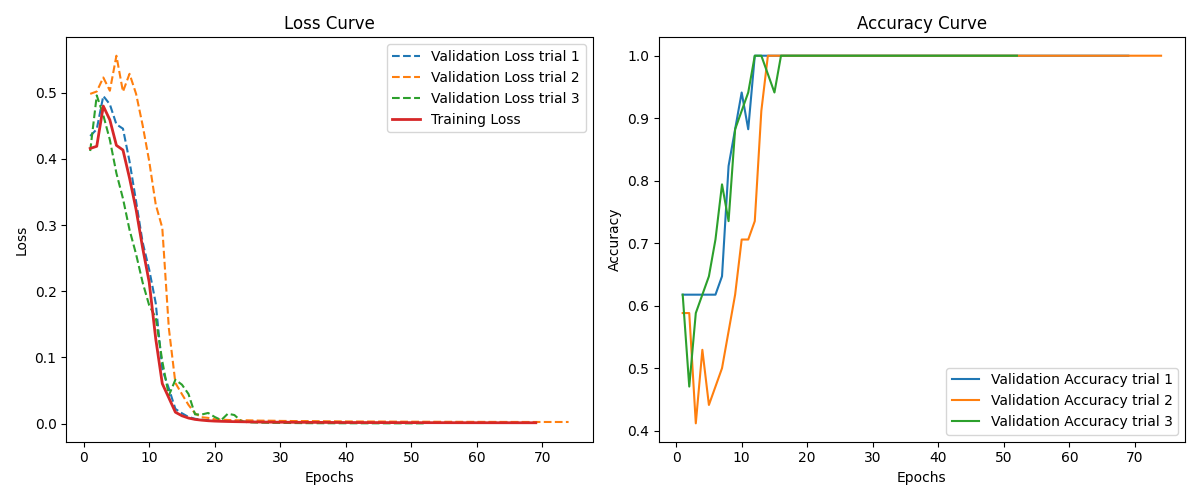 Loss Curve
Validation Loss trial 1
Validation Loss trial 2
Validation Loss trial 3
Training Loss
Loss
0.5
0.4
0.3
0.2
0.1
0.0
0 10 20 30 40 50 60 70
Epochs
Accuracy Curve
Accuracy
1.0
0.9
0.8
0.7
0.6
0.5
0.4
Validation Accuracy trial 1
Validation Accuracy trial 2
Validation Accuracy trial 3
0 10 20 30 40 50 60 70
Epochs